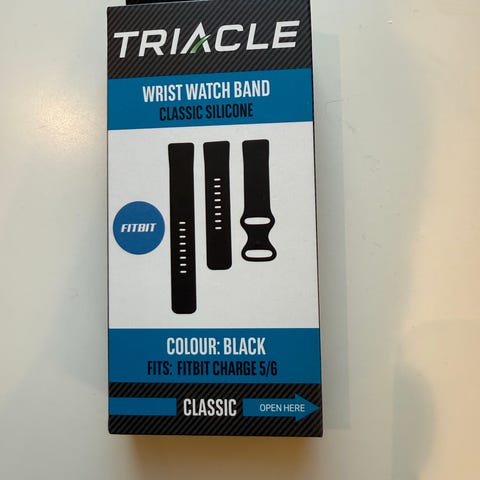 TRIACLE
WRIST WATCH BAND
CLASSIC SILICONE
FITBIT
COLOUR: BLACK
FITS: FITBIT CHARGE 5/6
CLASSIC
OPEN HERE